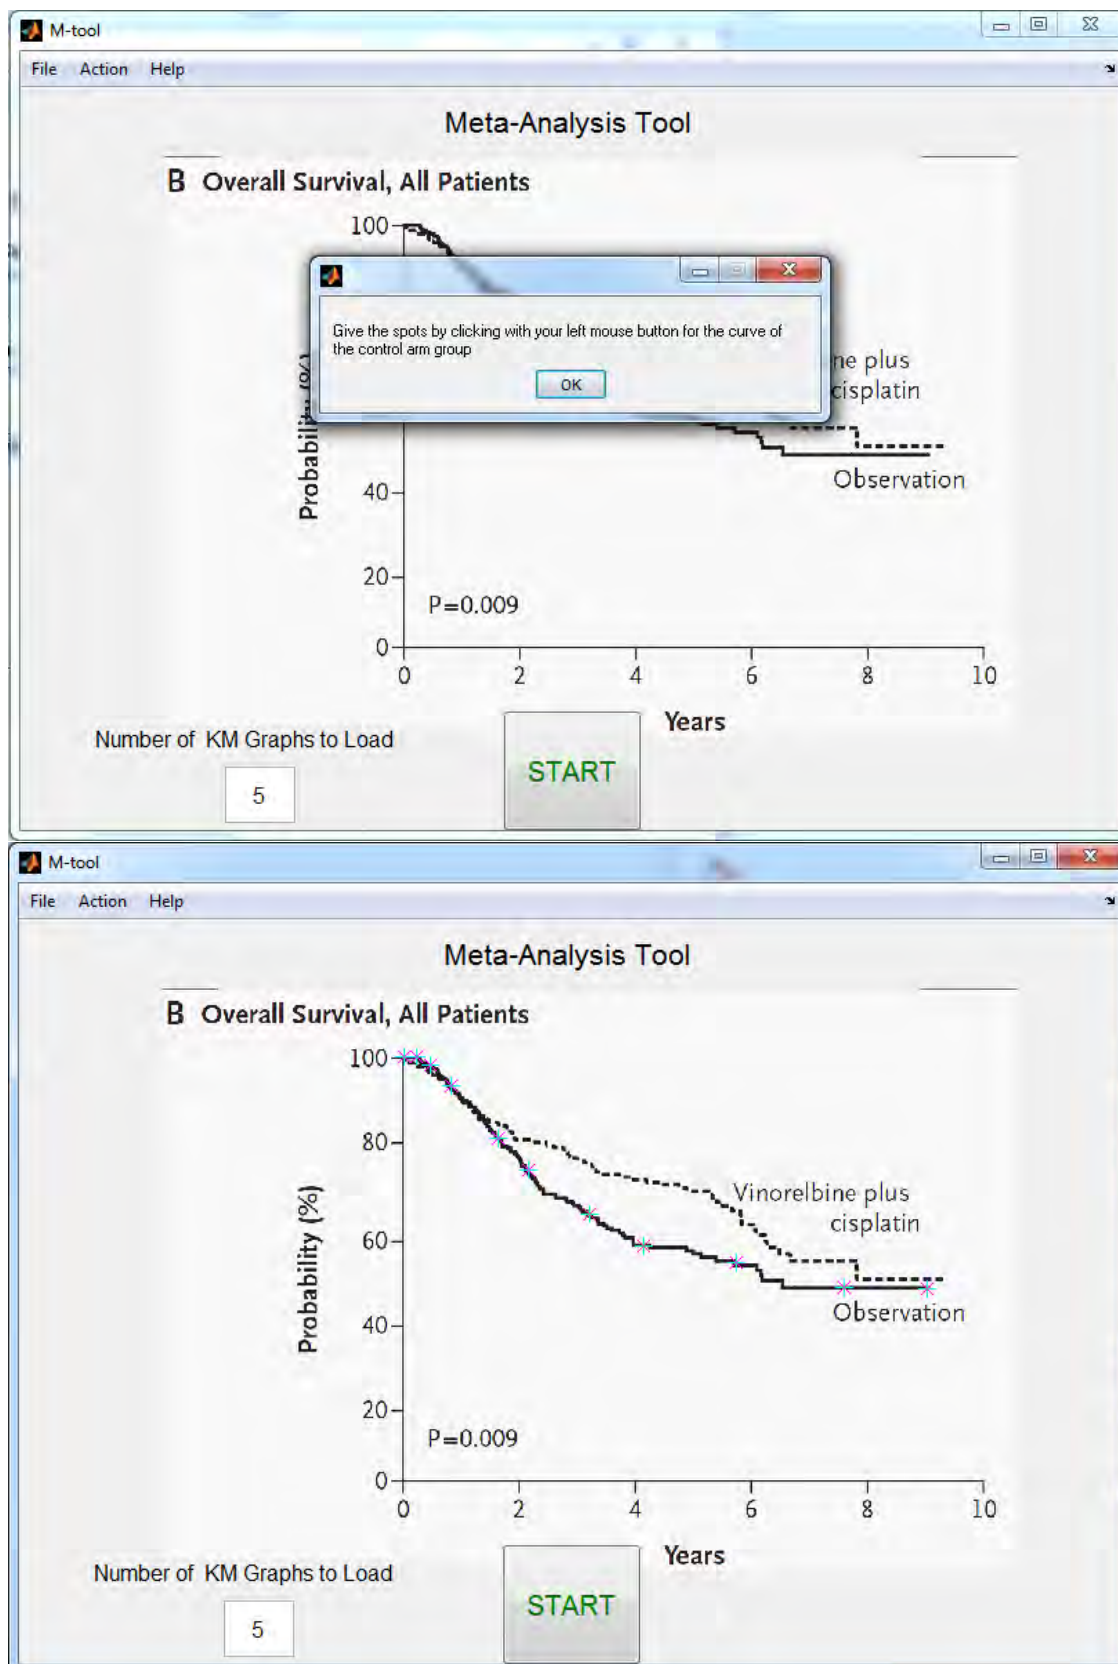 M-tool
File Action Help
Meta-Analysis Tool
B Overall Survival, All Patients
100
Give the spots by clicking with your left mouse button for the curve of
the control arm group
OK
ne plus
cisplatin
Probability (%)
40
Observation
20
P=0.009
0
0 2 4 6 8 10
Years
Number of KM Graphs to Load
5
START
M-tool
File Action Help
Meta-Analysis Tool
B Overall Survival, All Patients
100
80
Vinorelbine plus
cisplatin
Probability (%)
60
Observation
40
20
P=0.009
0
0 2 4 6 8 10
Years
Number of KM Graphs to Load
5
START